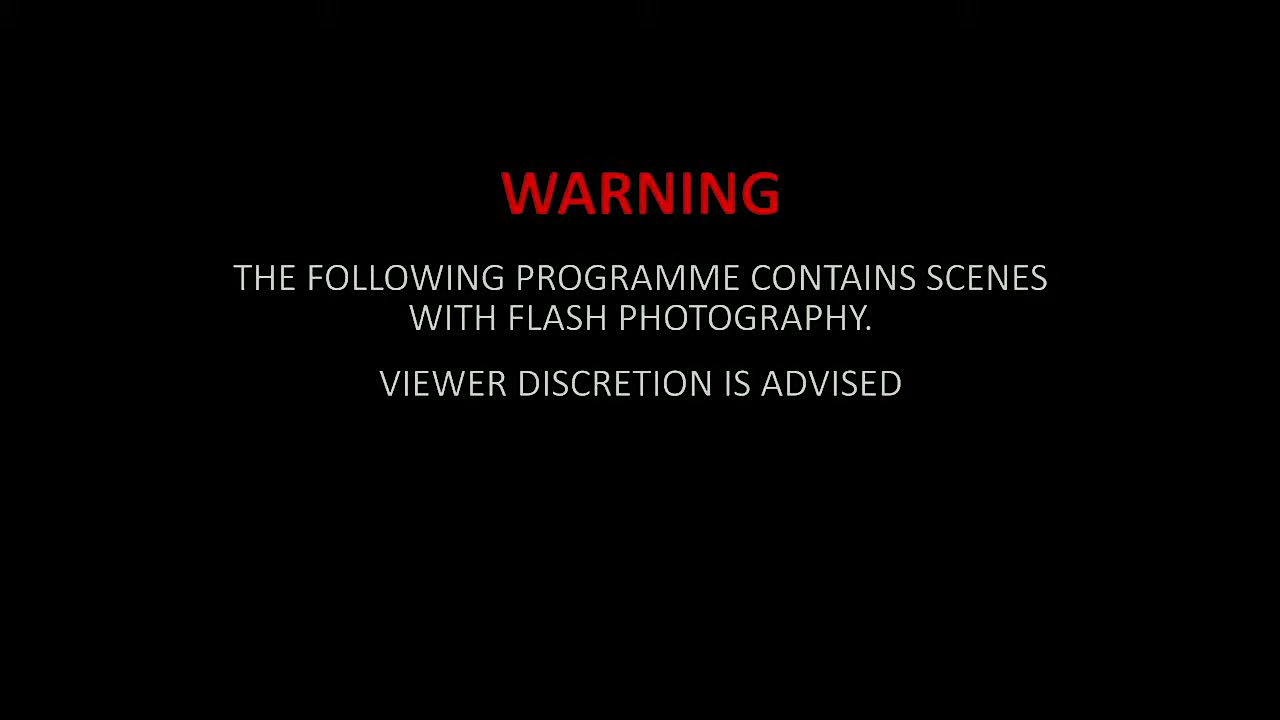 WARNING
THE FOLLOWING PROGRAMME CONTAINS SCENES
WITH FLASH PHOTOGRAPHY.
VIEWER DISCRETION IS ADVISED